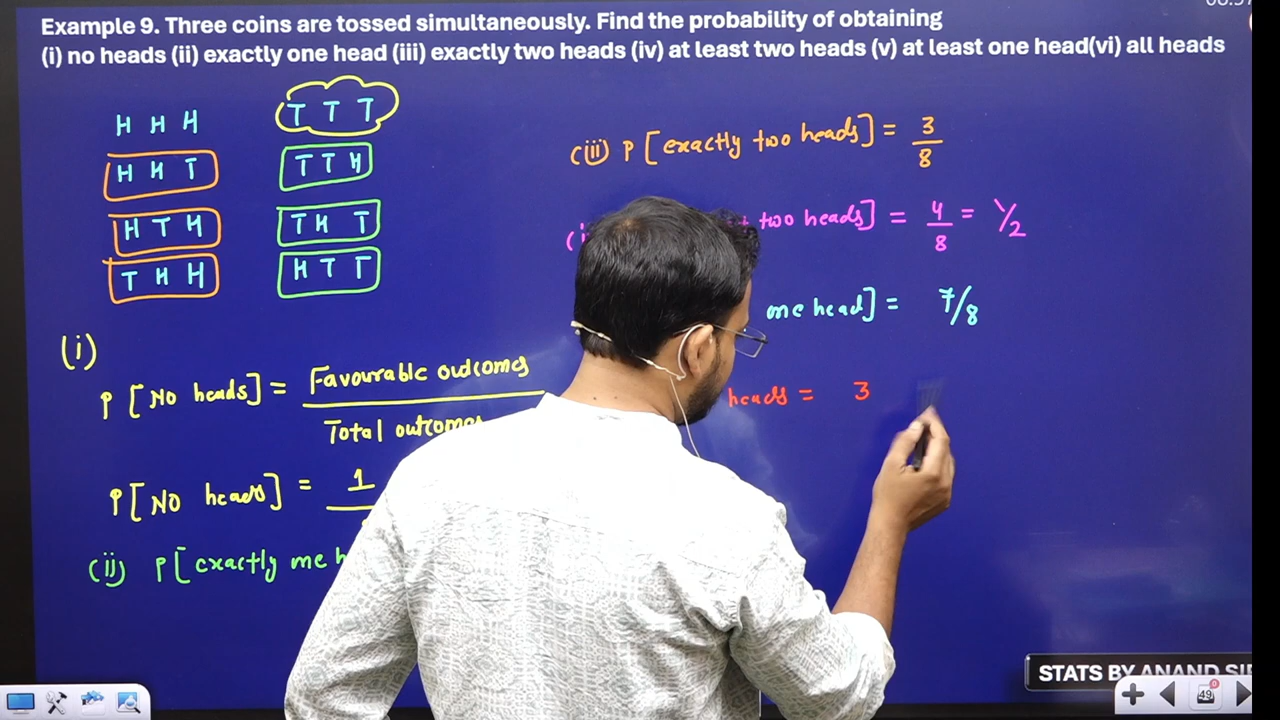 Example 9. Three coins are tossed simultaneously. Find the probability of obtaining
(i) no heads (ii) exactly one head (iii) exactly two heads (iv) at least two heads (v) at least one head(vi) all heads
H H H
H H T
H T H
T H H
T T T
T T H
T H T
H T T
(i)
P [No heads] = Favourable outcomes
Total outcomes
P[No heads] = 1
(ii) P[exactly one h
(iii) P [exactly two heads] = 3/8
two heads] = 4/8 = 1/2
one head] = 7/8
heads = 3
STATS BY ANAND
49